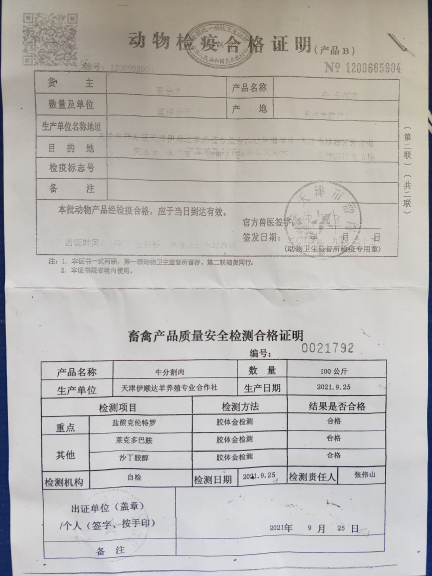 动物检疫合格证明(产品B)
№ 1200665804
货 主
产品名称
数量及单位
产 地
生产单位名称地址
目 的 地
检疫标志号
备 注
本批动物产品经检疫合格，应于当日到达有效。
官方兽医签字：
签发日期： 年 月 日
(动物卫生监督所检疫专用章)
(第二联)(共二联)
注：1. 本证书一式两联，第一联动物卫生监督所留存，第二联随货同行。
2. 本证书限省境内使用。
畜禽产品质量安全检测合格证明
编号： 0021792
产品名称 牛分割肉 数 量 100公斤
生产单位 天津伊顺达羊养殖专业合作社 生产日期 2021.9.25
检测项目 检测方法 结果是否合格
重点 盐酸克伦特罗 胶体金检测 合格
其他 莱克多巴胺 胶体金检测 合格
沙丁胺醇 胶体金检测 合格
检测机构 自检 检测日期 2021.9.25 检测责任人 张伟山
出证单位（盖章）
/个人（签字、按手印）
2021年 9 月 25 日
备 注